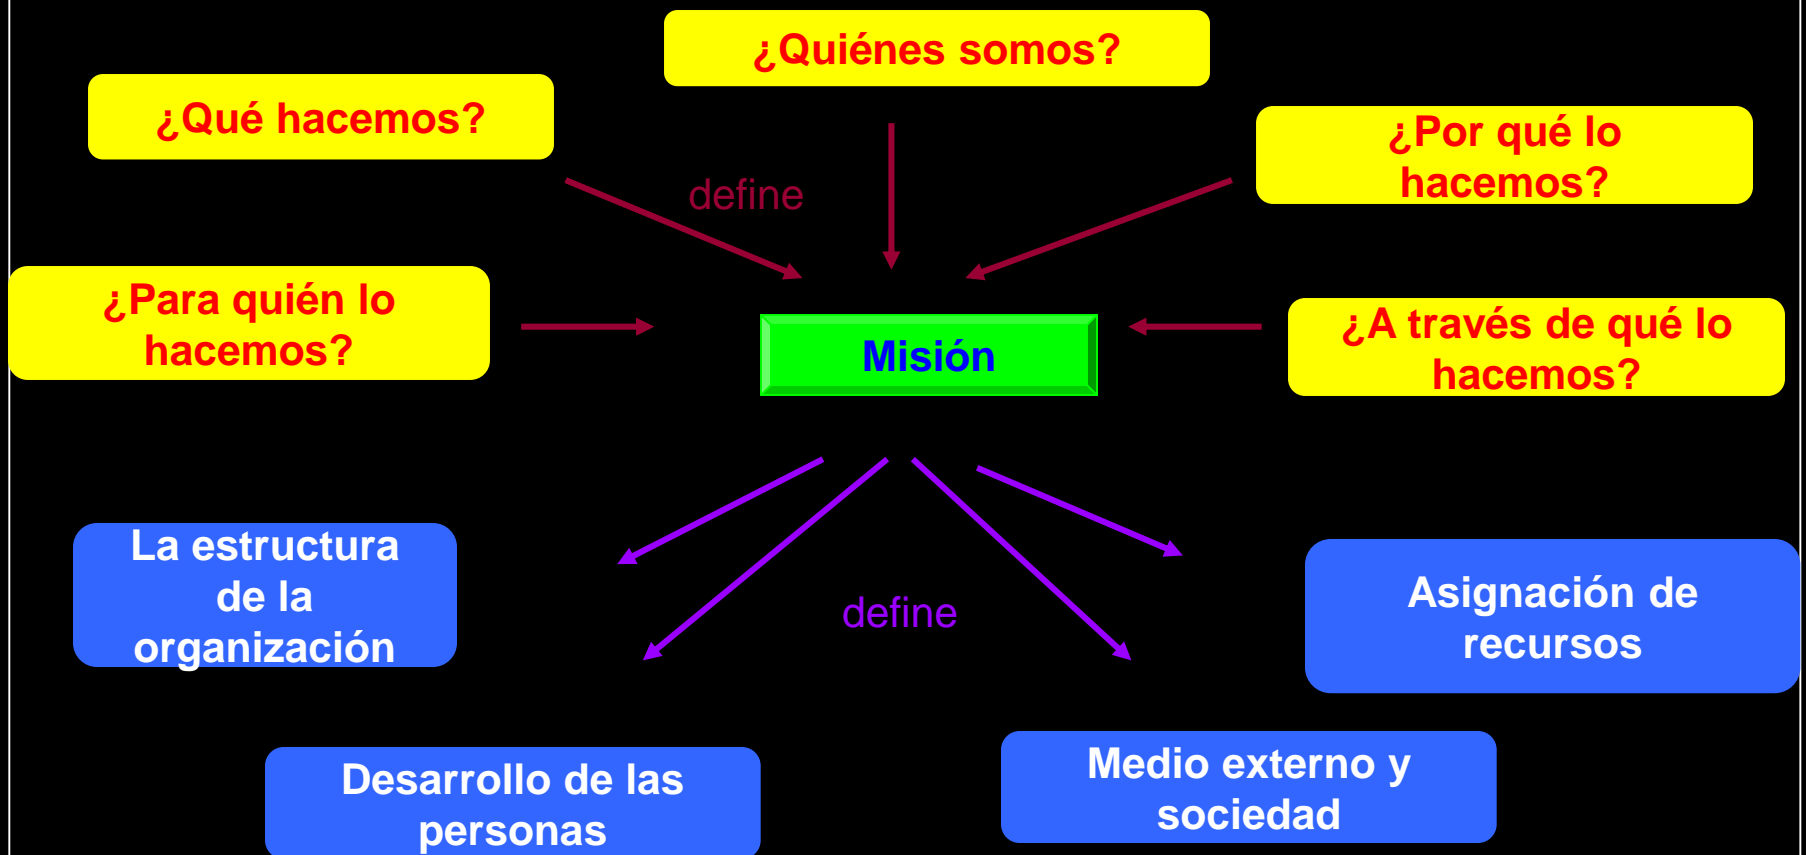 ¿Quiénes somos?
¿Qué hacemos?
¿Por qué lo
hacemos?
define
¿Para quién lo
hacemos?
¿A través de qué lo
hacemos?
Misión
La estructura
de la
organización
Asignación de
recursos
define
Desarrollo de las
personas
Medio externo y
sociedad